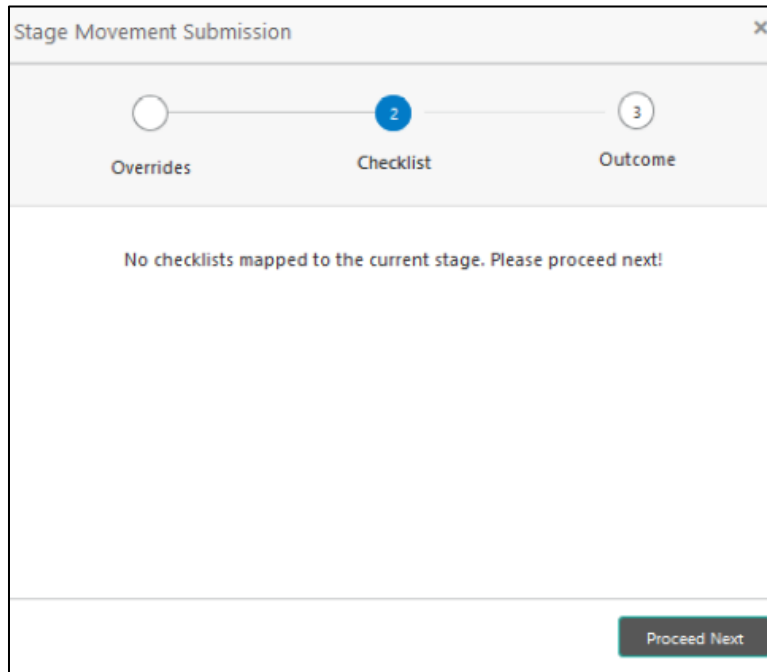 Stage Movement Submission ×
2 3
Overrides Checklist Outcome
No checklists mapped to the current stage. Please proceed next!
Proceed Next